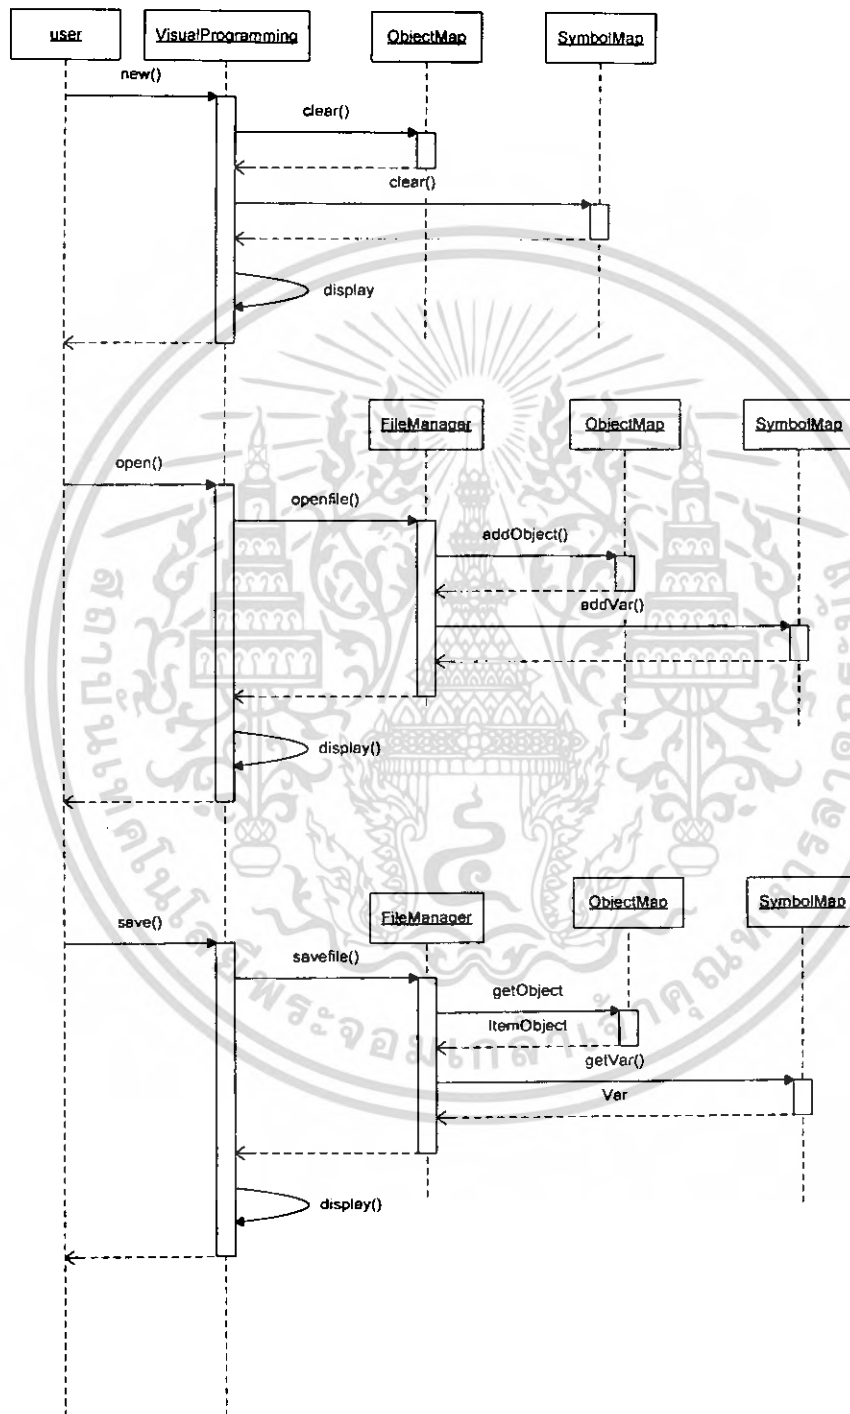 user
VisualProgramming
ObjectMap
SymbolMap
new()
clear()
clear()
display
FileManager
ObjectMap
SymbolMap
open()
openfile()
addObject()
addVar()
display()
FileManager
ObjectMap
SymbolMap
save()
savefile()
getObject
ItemObject
getVar()
Var
display()